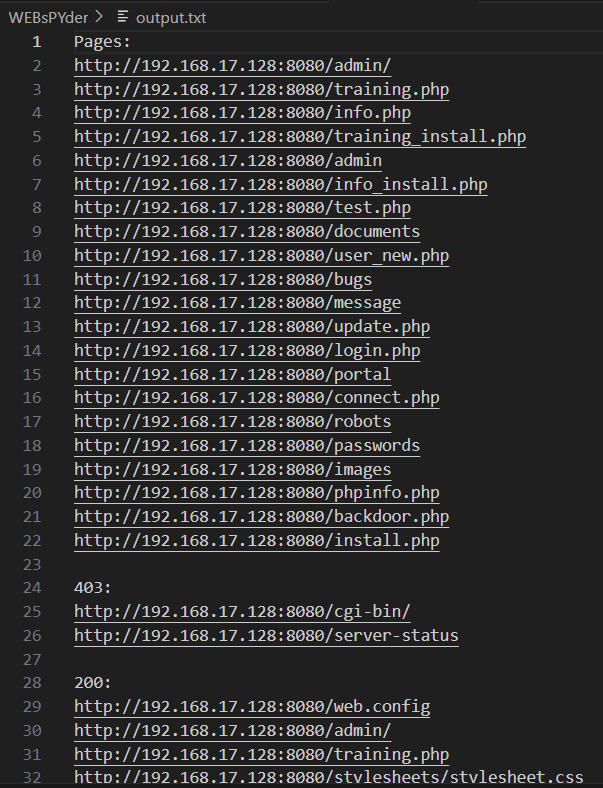 WEBsPYder > output.txt
1 Pages:
2 http://192.168.17.128:8080/admin/
3 http://192.168.17.128:8080/training.php
4 http://192.168.17.128:8080/info.php
5 http://192.168.17.128:8080/training_install.php
6 http://192.168.17.128:8080/admin
7 http://192.168.17.128:8080/info_install.php
8 http://192.168.17.128:8080/test.php
9 http://192.168.17.128:8080/documents
10 http://192.168.17.128:8080/user_new.php
11 http://192.168.17.128:8080/bugs
12 http://192.168.17.128:8080/message
13 http://192.168.17.128:8080/update.php
14 http://192.168.17.128:8080/login.php
15 http://192.168.17.128:8080/portal
16 http://192.168.17.128:8080/connect.php
17 http://192.168.17.128:8080/robots
18 http://192.168.17.128:8080/passwords
19 http://192.168.17.128:8080/images
20 http://192.168.17.128:8080/phpinfo.php
21 http://192.168.17.128:8080/backdoor.php
22 http://192.168.17.128:8080/install.php
23
24 403:
25 http://192.168.17.128:8080/cgi-bin/
26 http://192.168.17.128:8080/server-status
27
28 200:
29 http://192.168.17.128:8080/web.config
30 http://192.168.17.128:8080/admin/
31 http://192.168.17.128:8080/training.php
32 http://192.168.17.128:8080/stylesheets/stylesheet.css